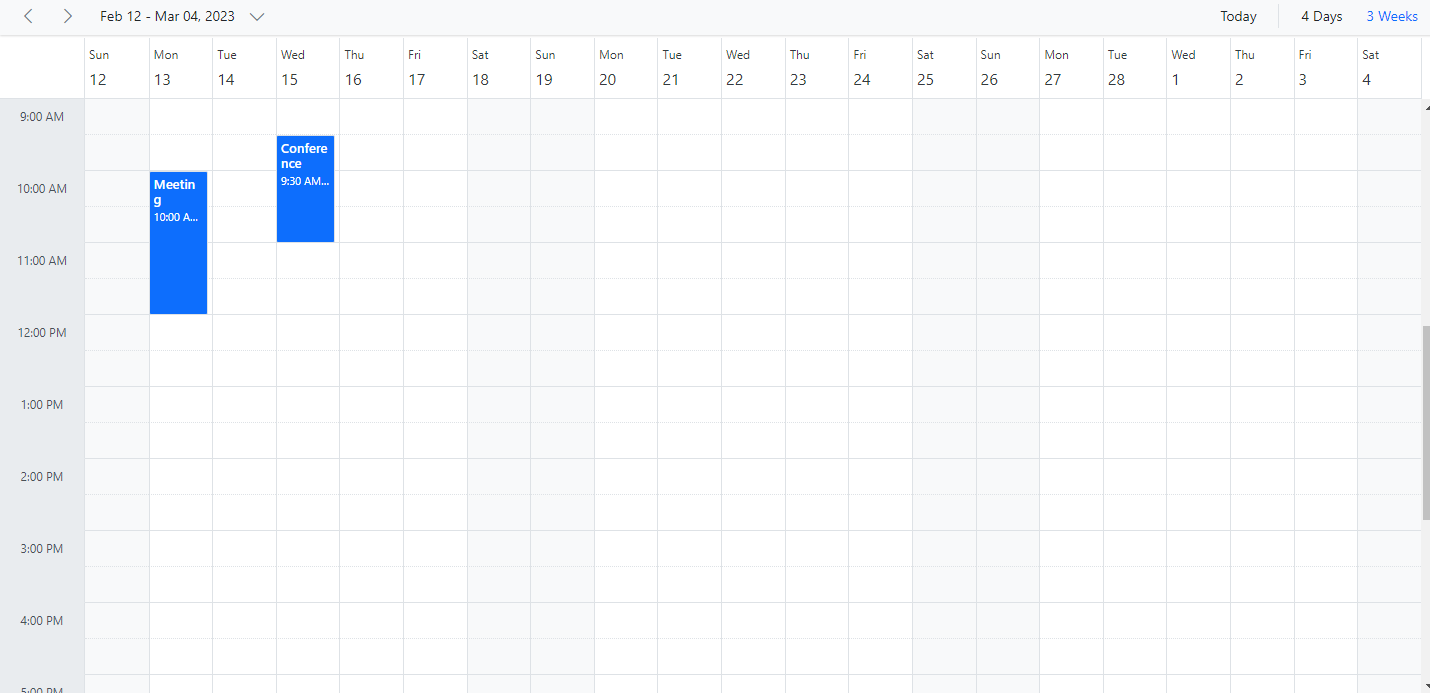 Feb 12 - Mar 04, 2023 Today 4 Days 3 Weeks
Sun Mon Tue Wed Thu Fri Sat Sun Mon Tue Wed Thu Fri Sat Sun Mon Tue Wed Thu Fri Sat
12 13 14 15 16 17 18 19 20 21 22 23 24 25 26 27 28 1 2 3 4
9:00 AM
Confere
nce
9:30 AM...
10:00 AM
Meetin
g
10:00 A...
11:00 AM
12:00 PM
1:00 PM
2:00 PM
3:00 PM
4:00 PM
5:00 PM